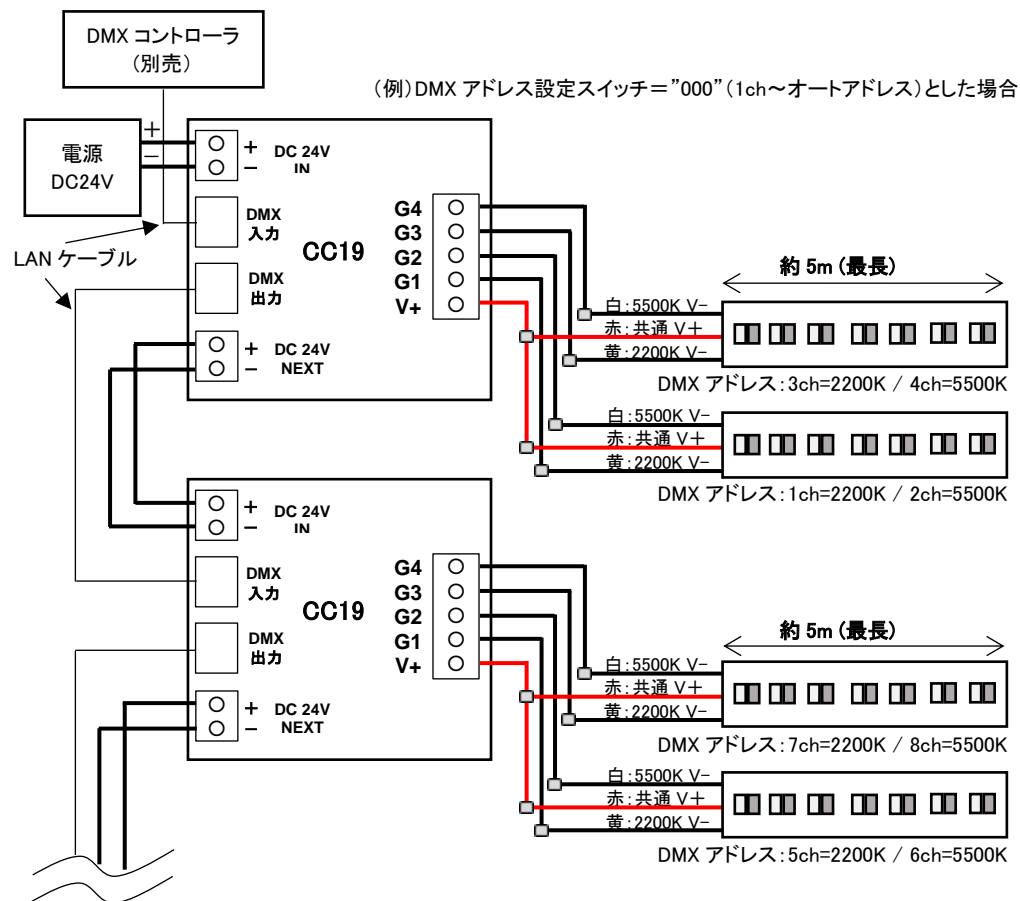 DMX コントローラ
(別売)
(例)DMX アドレス設定スイッチ=”000”(1ch～オートアドレス)とした場合
電源
DC24V
+
−
+ DC 24V
− IN
DMX
入力
DMX
出力
+ DC 24V
− NEXT
CC19
G4
G3
G2
G1
V+
LAN ケーブル
約 5m (最長)
白:5500K V-
赤:共通 V+
黄:2200K V-
DMX アドレス:3ch=2200K / 4ch=5500K
白:5500K V-
赤:共通 V+
黄:2200K V-
DMX アドレス:1ch=2200K / 2ch=5500K
+ DC 24V
− IN
DMX
入力
DMX
出力
+ DC 24V
− NEXT
CC19
G4
G3
G2
G1
V+
約 5m (最長)
白:5500K V-
赤:共通 V+
黄:2200K V-
DMX アドレス:7ch=2200K / 8ch=5500K
白:5500K V-
赤:共通 V+
黄:2200K V-
DMX アドレス:5ch=2200K / 6ch=5500K